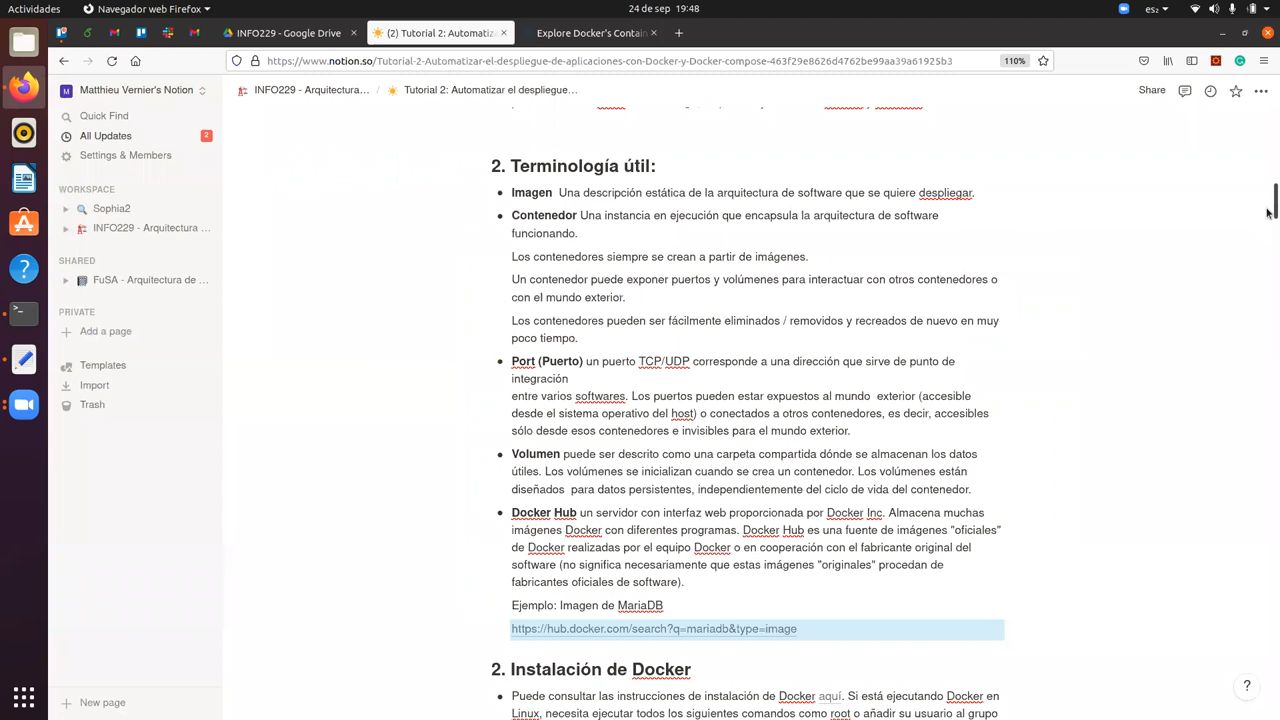 Actividades
Navegador web Firefox
24 de sep 19:48
es₂
INFO229 - Google Drive ×
(2) Tutorial 2: Automatiza ×
Explore Docker's Contain ×
https://www.notion.so/Tutorial-2-Automatizar-el-despliegue-de-aplicaciones-con-Docker-y-Docker-compose-463f29e8626d4762be99aa39a61925b3
110%
Matthieu Vernier's Notion
INFO229 - Arquitectura… / Tutorial 2: Automatizar el despliegue…
Share
Quick Find
All Updates 2
Settings & Members
WORKSPACE
Sophia2
INFO229 - Arquitectura …
SHARED
FuSA - Arquitectura de …
PRIVATE
Add a page
Templates
Import
Trash
New page
2. Terminología útil:
Imagen Una descripción estática de la arquitectura de software que se quiere despliegar.
Contenedor Una instancia en ejecución que encapsula la arquitectura de software
funcionando.
Los contenedores siempre se crean a partir de imágenes.
Un contenedor puede exponer puertos y volúmenes para interactuar con otros contenedores o
con el mundo exterior.
Los contenedores pueden ser fácilmente eliminados / removidos y recreados de nuevo en muy
poco tiempo.
Port (Puerto) un puerto TCP/UDP corresponde a una dirección que sirve de punto de
integración
entre varios softwares. Los puertos pueden estar expuestos al mundo exterior (accesible
desde el sistema operativo del host) o conectados a otros contenedores, es decir, accesibles
sólo desde esos contenedores e invisibles para el mundo exterior.
Volumen puede ser descrito como una carpeta compartida dónde se almacenan los datos
útiles. Los volúmenes se inicializan cuando se crea un contenedor. Los volúmenes están
diseñados para datos persistentes, independientemente del ciclo de vida del contenedor.
Docker Hub un servidor con interfaz web proporcionada por Docker Inc. Almacena muchas
imágenes Docker con diferentes programas. Docker Hub es una fuente de imágenes "oficiales"
de Docker realizadas por el equipo Docker o en cooperación con el fabricante original del
software (no significa necesariamente que estas imágenes "originales" procedan de
fabricantes oficiales de software).
Ejemplo: Imagen de MariaDB
https://hub.docker.com/search?q=mariadb&type=image
2. Instalación de Docker
Puede consultar las instrucciones de instalación de Docker aquí. Si está ejecutando Docker en
Linux, necesita ejecutar todos los siguientes comandos como root o añadir su usuario al grupo
?